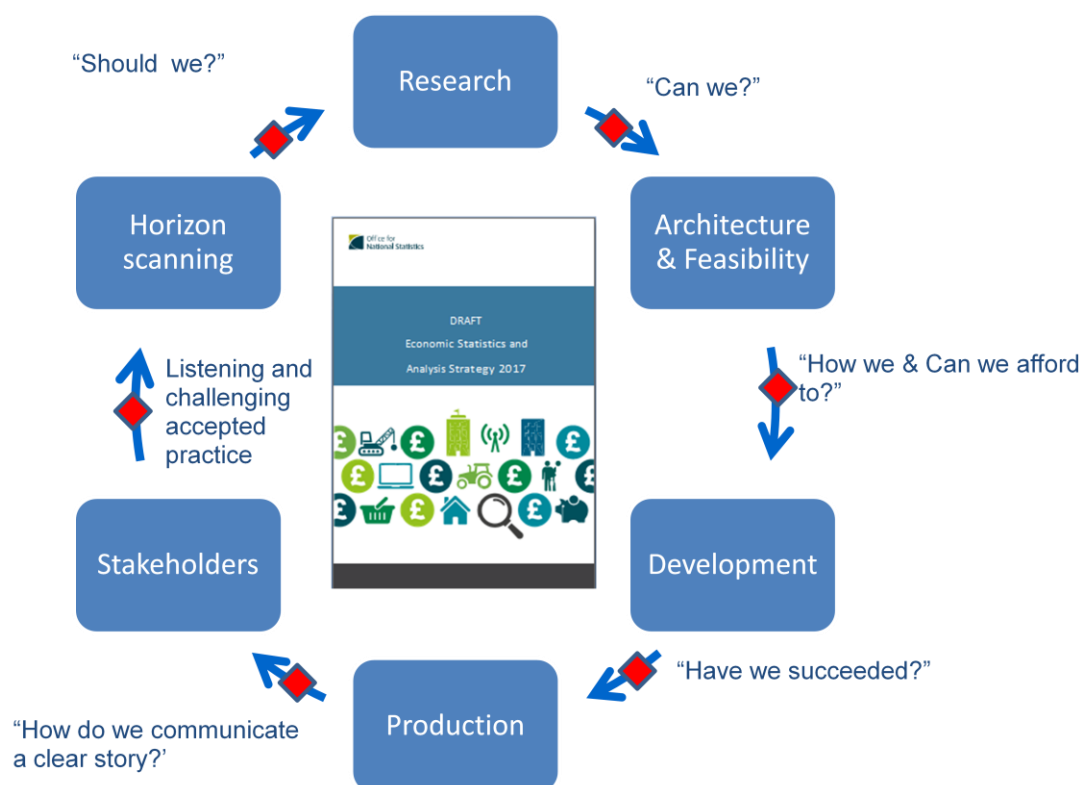 “Should  we?”
Research
“Can we?”
Horizon
scanning
Architecture
& Feasibility
Office for
National Statistics
DRAFT
Economic Statistics and
Analysis Strategy 2017
Listening and
challenging
accepted
practice
“How we & Can we afford
to?”
Stakeholders
Development
“Have we succeeded?”
Production
“How do we communicate
a clear story?’